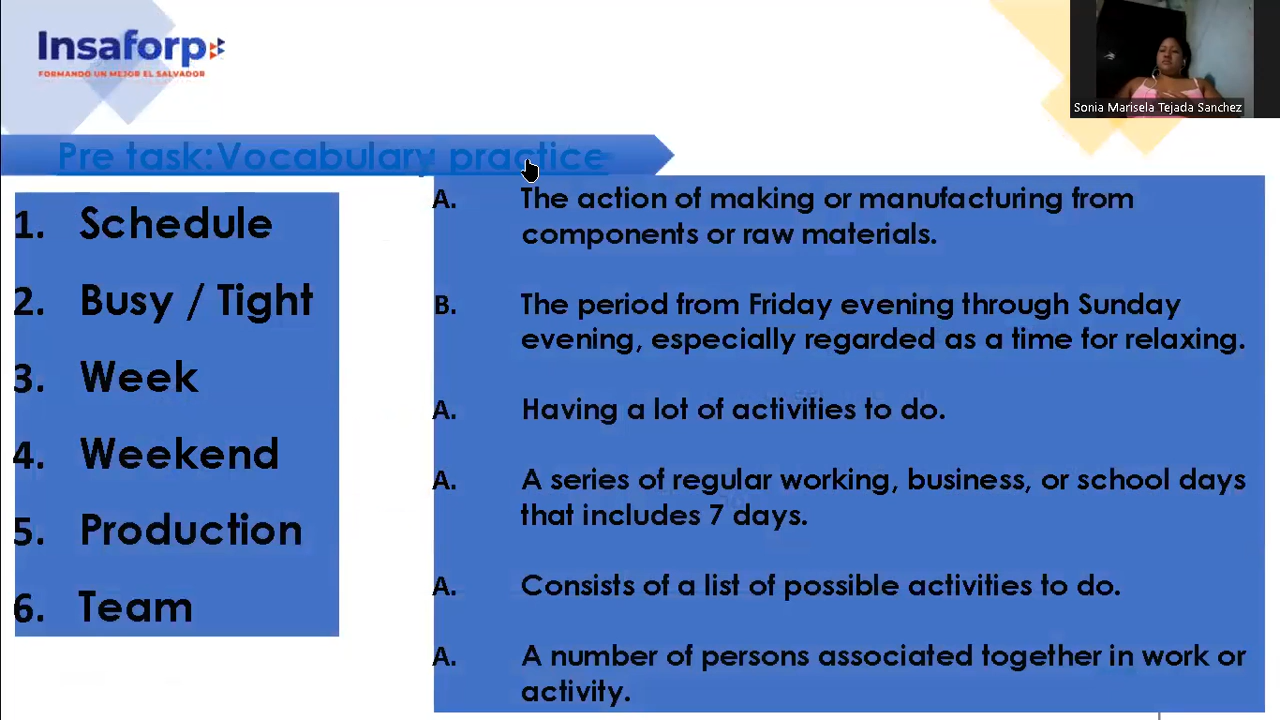 Insaforp
FORMANDO UN MEJOR EL SALVADOR
Sonia Marisela Tejada Sanchez
Pre task:Vocabulary practice
1. Schedule
2. Busy / Tight
3. Week
4. Weekend
5. Production
6. Team
A. The action of making or manufacturing from
components or raw materials.
B. The period from Friday evening through Sunday
evening, especially regarded as a time for relaxing.
A. Having a lot of activities to do.
A. A series of regular working, business, or school days
that includes 7 days.
A. Consists of a list of possible activities to do.
A. A number of persons associated together in work or
activity.